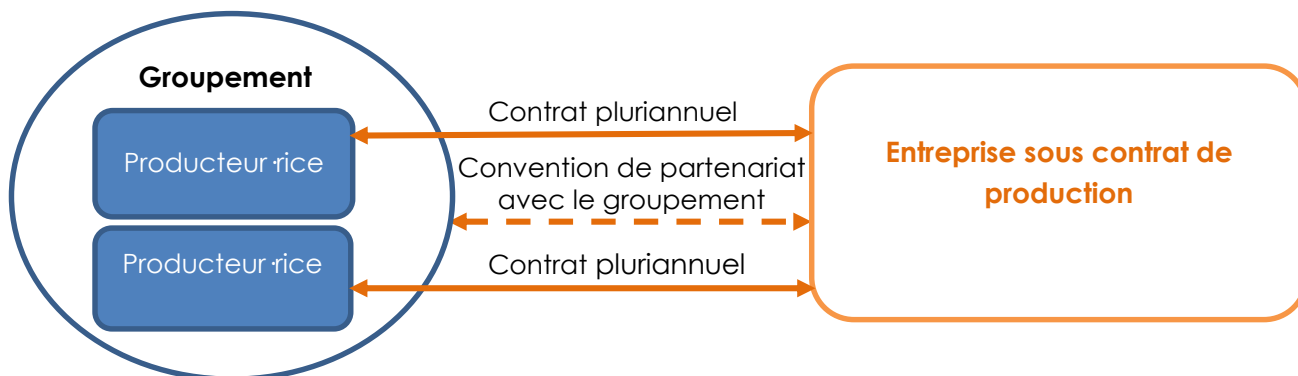 Groupement
Producteur·rice
Producteur·rice
Contrat pluriannuel
Convention de partenariat
avec le groupement
Contrat pluriannuel
Entreprise sous contrat de
production